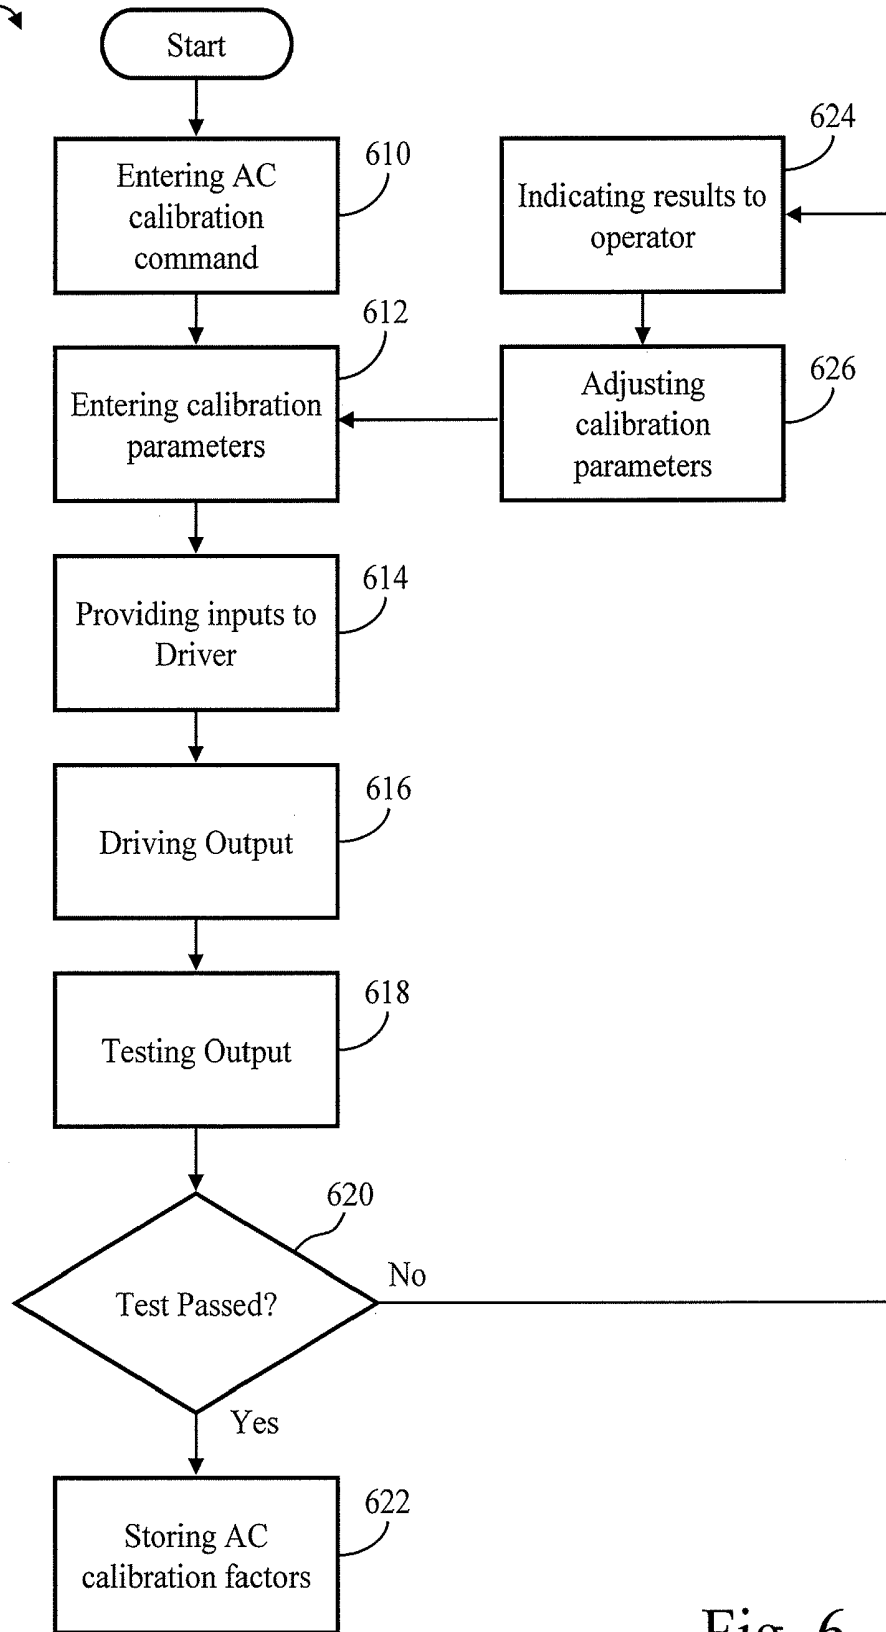 Start
610
Entering AC
calibration
command
624
Indicating results to
operator
612
Entering calibration
parameters
626
Adjusting
calibration
parameters
614
Providing inputs to
Driver
616
Driving Output
618
Testing Output
620
Test Passed?
No
Yes
622
Storing AC
calibration factors
Fig. 6